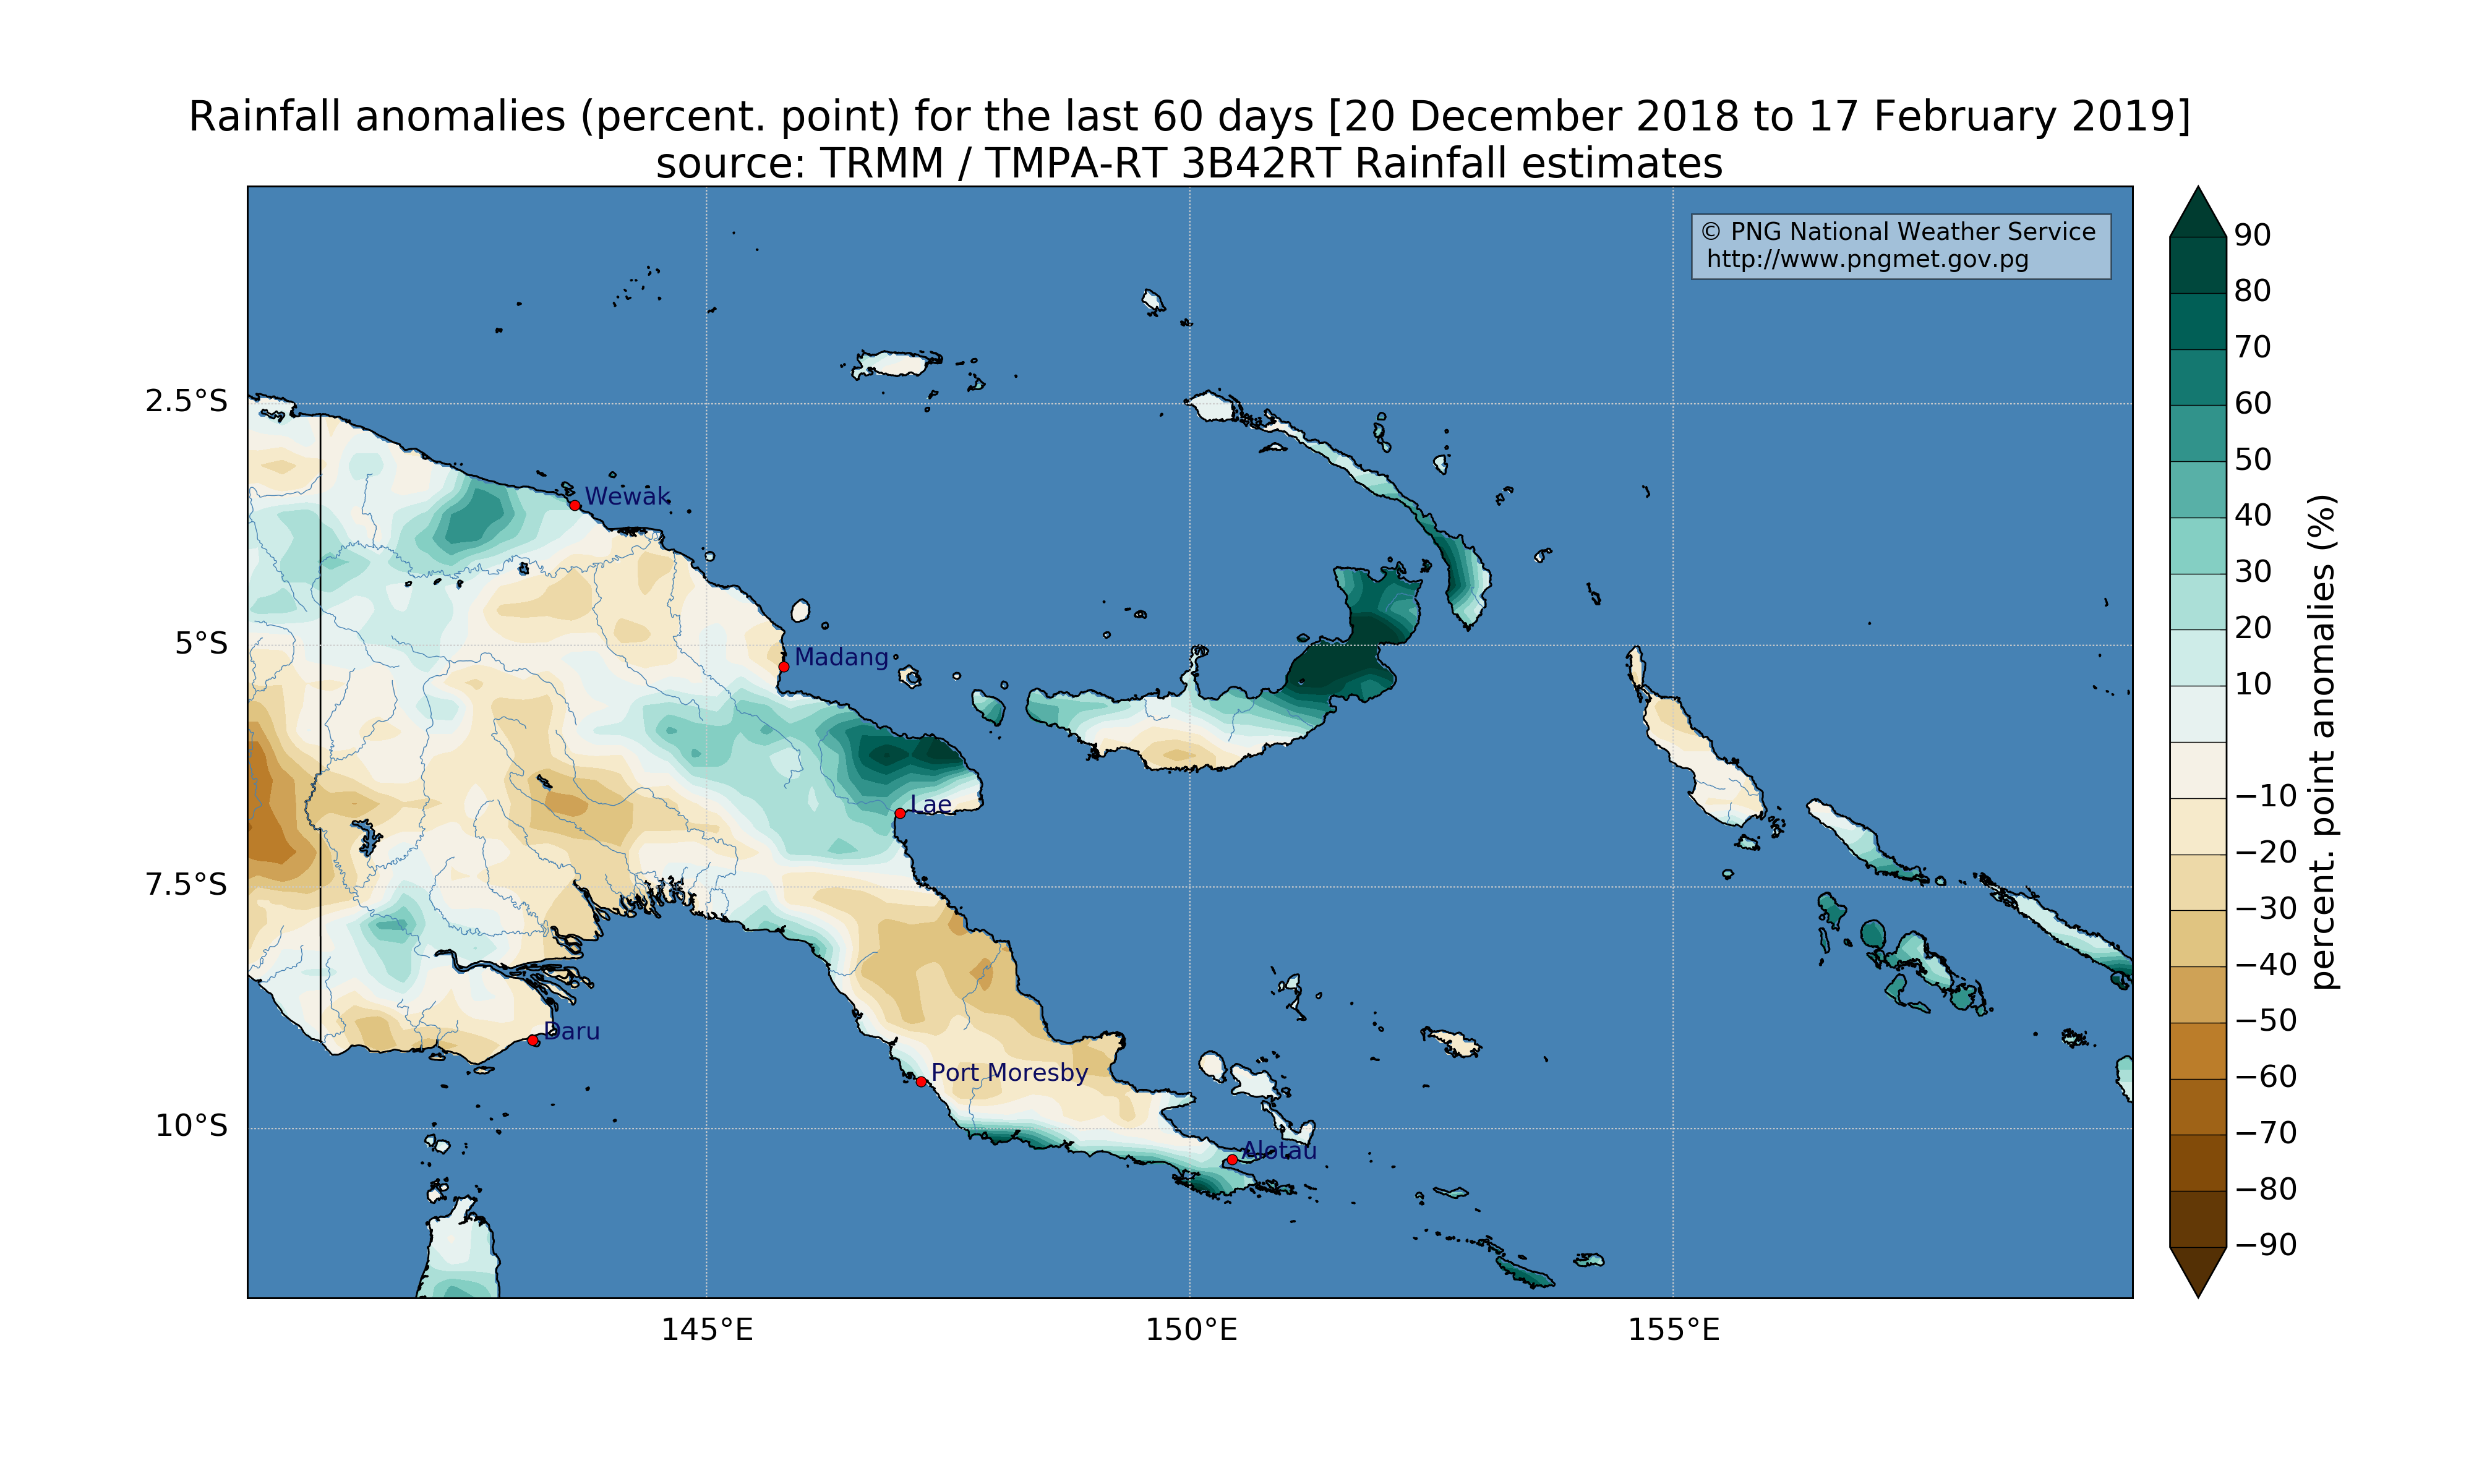 Rainfall anomalies (percent. point) for the last 60 days [20 December 2018 to 17 February 2019]
source: TRMM / TMPA-RT 3B42RT Rainfall estimates
© PNG National Weather Service
http://www.pngmet.gov.pg
2.5°S
5°S
7.5°S
10°S
Wewak
Madang
Lae
Daru
Port Moresby
Alotau
145°E
150°E
155°E
90
80
70
60
50
40
30
20
10
−10
−20
−30
−40
−50
−60
−70
−80
−90
percent. point anomalies (%)